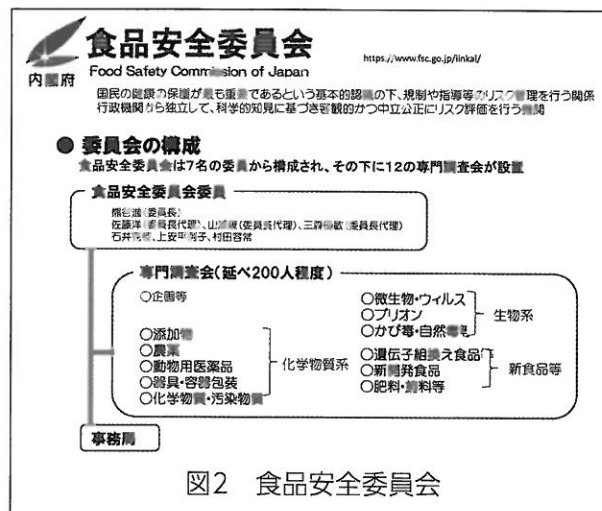 食品安全委員会
内閣府
Food Safety Commission of Japan
https://www.fsc.go.jp/iinkai/
国民の健康の保護が最も重要であるという基本的認識の下、規制や指導等のリスク管理を行う関係
行政機関から独立して、科学的知見に基づき客観的かつ中立公正にリスク評価を行う機関
● 委員会の構成
食品安全委員会は7名の委員から構成され、その下に12の専門調査会が設置
食品安全委員会委員
(委員長)
佐藤洋(委員長代理)、山添(委員長代理)、三森(委員長代理)
石井、上安平冽子、村田容常
専門調査会(延べ200人程度)
○企画等
○添加物
○農薬
○動物用医薬品
○器具・容器包装
○化学物質・汚染物質
化学物質系
○微生物・ウィルス
○プリオン
○かび毒・自然毒等
生物系
○遺伝子組換え食品等
○新開発食品
○肥料・飼料等
新食品等
事務局
図2 食品安全委員会